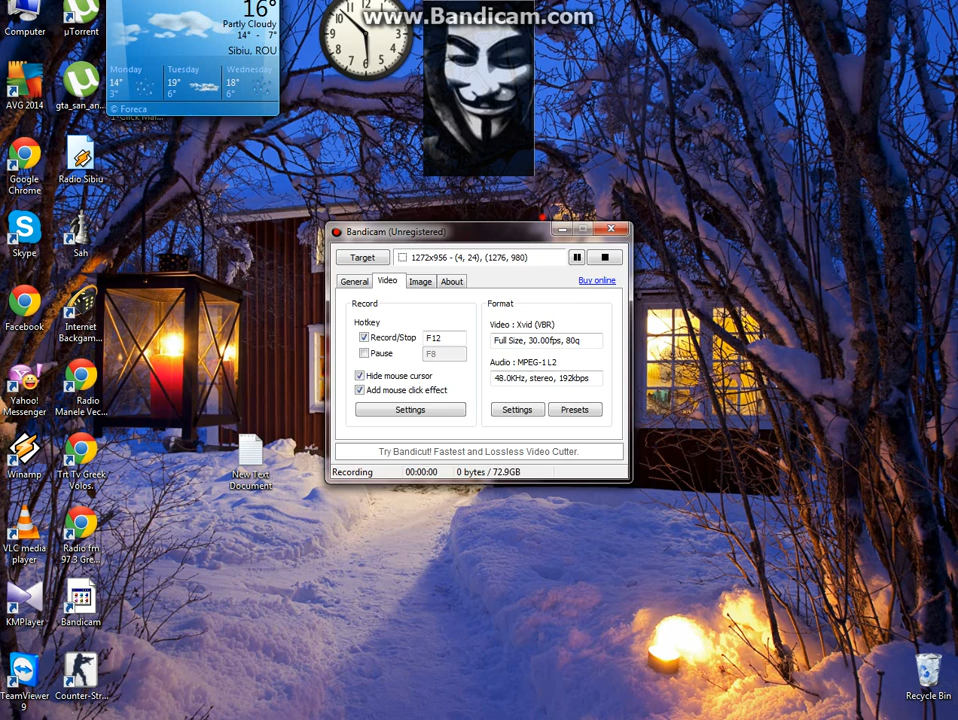 www.Bandicam.com
16°
Partly Cloudy
14° - 7°
Sibiu, ROU
Monday
14°
3°
Tuesday
19°
6°
Wednesday
18°
6°
© Foreca
Computer
µTorrent
AVG 2014
gta_san_an...
Google
Chrome
Radio Sibiu
Skype
Sah
Facebook
Internet
Backgam...
Yahoo!
Messenger
Radio
Manele Vec...
Winamp
Trt Tv Greek
Volos.
New Text
Document
VLC media
player
Radio fm
97.3 Gre...
KMPlayer
Bandicam
TeamViewer
9
Counter-Str...
Recycle Bin
Bandicam (Unregistered)
Target
1272x956 - (4, 24), (1276, 980)
General
Video
Image
About
Buy online
Record
Hotkey
Record/Stop
F12
Pause
F8
Hide mouse cursor
Add mouse click effect
Settings
Format
Video : Xvid (VBR)
Full Size, 30.00fps, 80q
Audio : MPEG-1 L2
48.0KHz, stereo, 192kbps
Settings
Presets
Try Bandicut! Fastest and Lossless Video Cutter.
Recording
00:00:00
0 bytes / 72.9GB